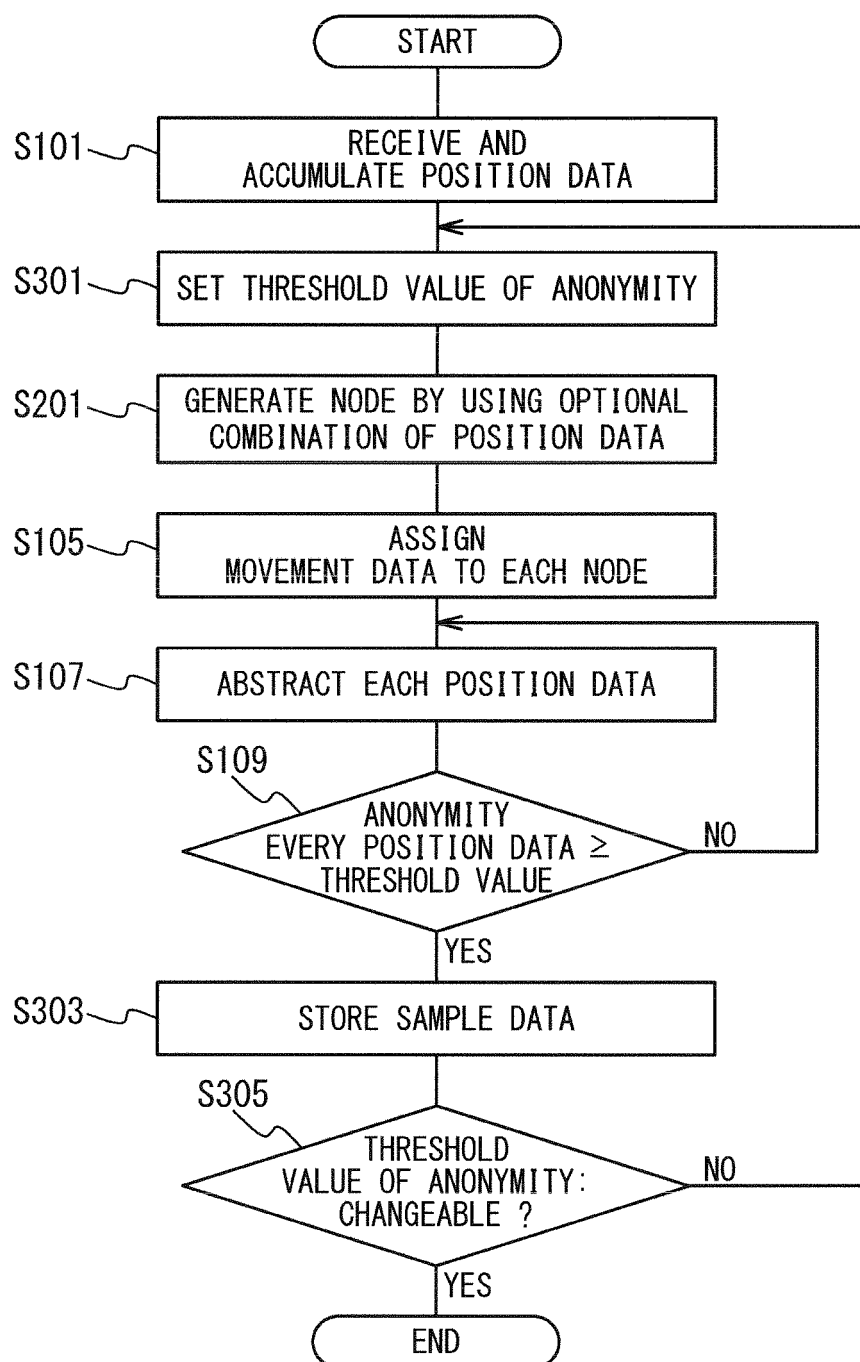 START
S101
RECEIVE AND
ACCUMULATE POSITION DATA
S301
SET THRESHOLD VALUE OF ANONYMITY
S201
GENERATE NODE BY USING OPTIONAL
COMBINATION OF POSITION DATA
S105
ASSIGN
MOVEMENT DATA TO EACH NODE
S107
ABSTRACT EACH POSITION DATA
S109
ANONYMITY
EVERY POSITION DATA ≥
THRESHOLD VALUE
NO
YES
S303
STORE SAMPLE DATA
S305
THRESHOLD
VALUE OF ANONYMITY:
CHANGEABLE ?
NO
YES
END